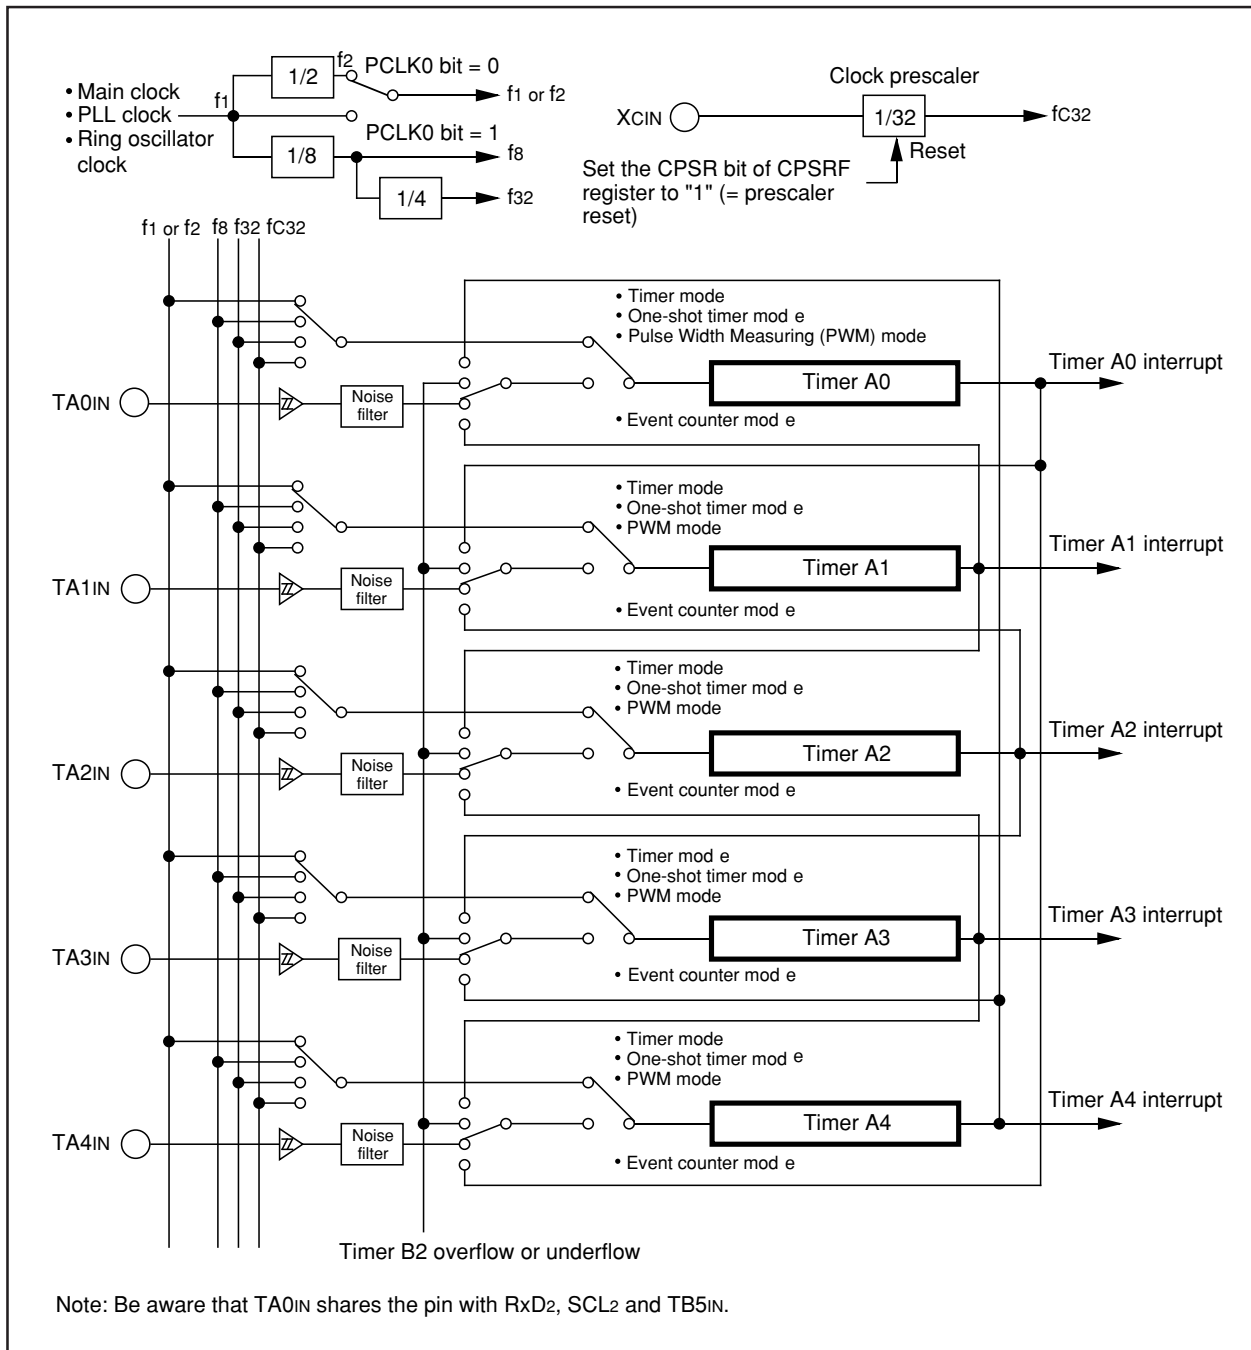 • Main clock
• PLL clock
• Ring oscillator
clock
f1
1/2
f2
PCLK0 bit = 0
f1 or f2
PCLK0 bit = 1
1/8
f8
1/4
f32
Clock prescaler
XCIN
1/32
fC32
Reset
Set the CPSR bit of CPSRF
register to "1" (= prescaler
reset)
f1 or f2 f8 f32 fC32
• Timer mode
• One-shot timer mod e
• Pulse Width Measuring (PWM) mode
TA0IN
Noise
filter
Timer A0
Timer A0 interrupt
• Event counter mod e
• Timer mode
• One-shot timer mod e
• PWM mode
TA1IN
Noise
filter
Timer A1
Timer A1 interrupt
• Event counter mod e
• Timer mode
• One-shot timer mod e
• PWM mode
TA2IN
Noise
filter
Timer A2
Timer A2 interrupt
• Event counter mod e
• Timer mod e
• One-shot timer mod e
• PWM mode
TA3IN
Noise
filter
Timer A3
Timer A3 interrupt
• Event counter mod e
• Timer mode
• One-shot timer mod e
• PWM mode
TA4IN
Noise
filter
Timer A4
Timer A4 interrupt
• Event counter mod e
Timer B2 overflow or underflow
Note: Be aware that TA0IN shares the pin with RxD2, SCL2 and TB5IN.